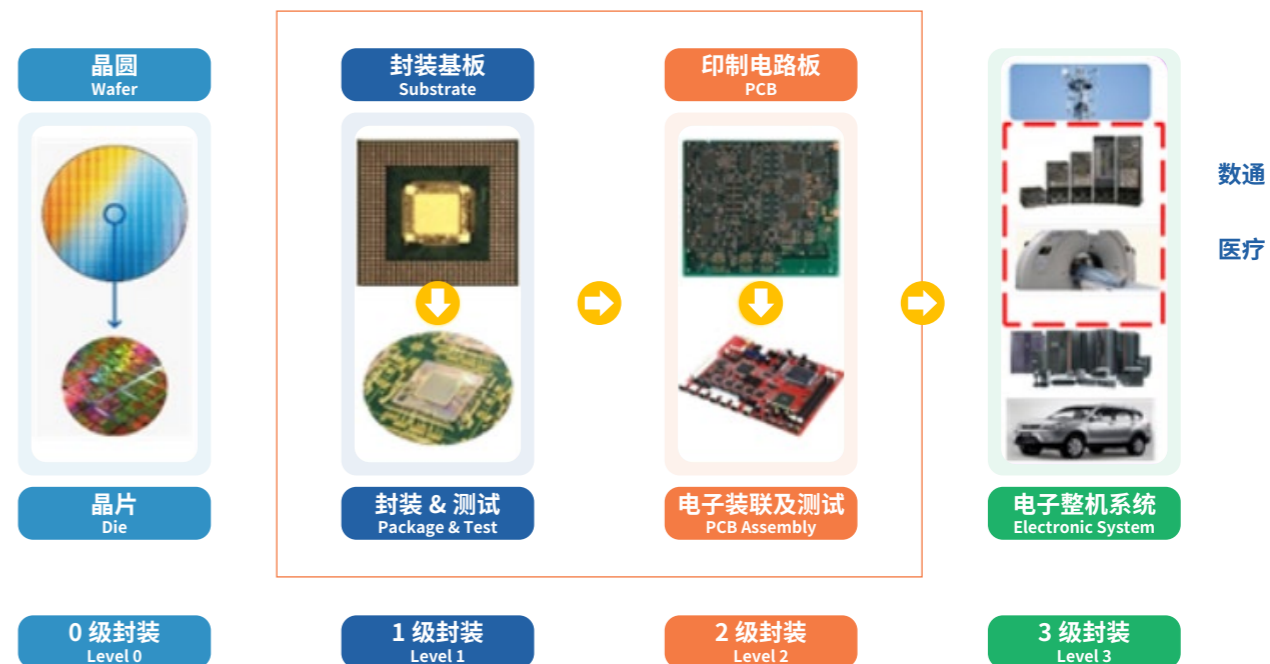 晶圆
Wafer
封装基板
Substrate
印制电路板
PCB
数通
医疗
晶片
Die
封装 & 测试
Package & Test
电子装联及测试
PCB Assembly
电子整机系统
Electronic System
0 级封装
Level 0
1 级封装
Level 1
2 级封装
Level 2
3 级封装
Level 3